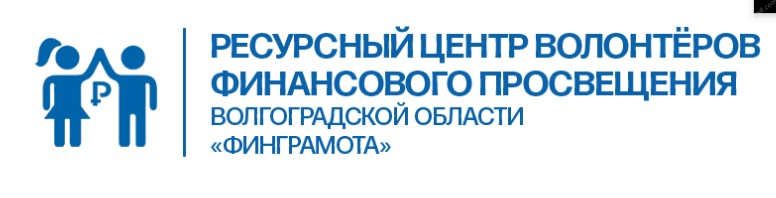 РЕСУРСНЫЙ ЦЕНТР ВОЛОНТЁРОВ
ФИНАНСОВОГО ПРОСВЕЩЕНИЯ
ВОЛГОГРАДСКОЙ ОБЛАСТИ
«ФИНГРАМОТА»